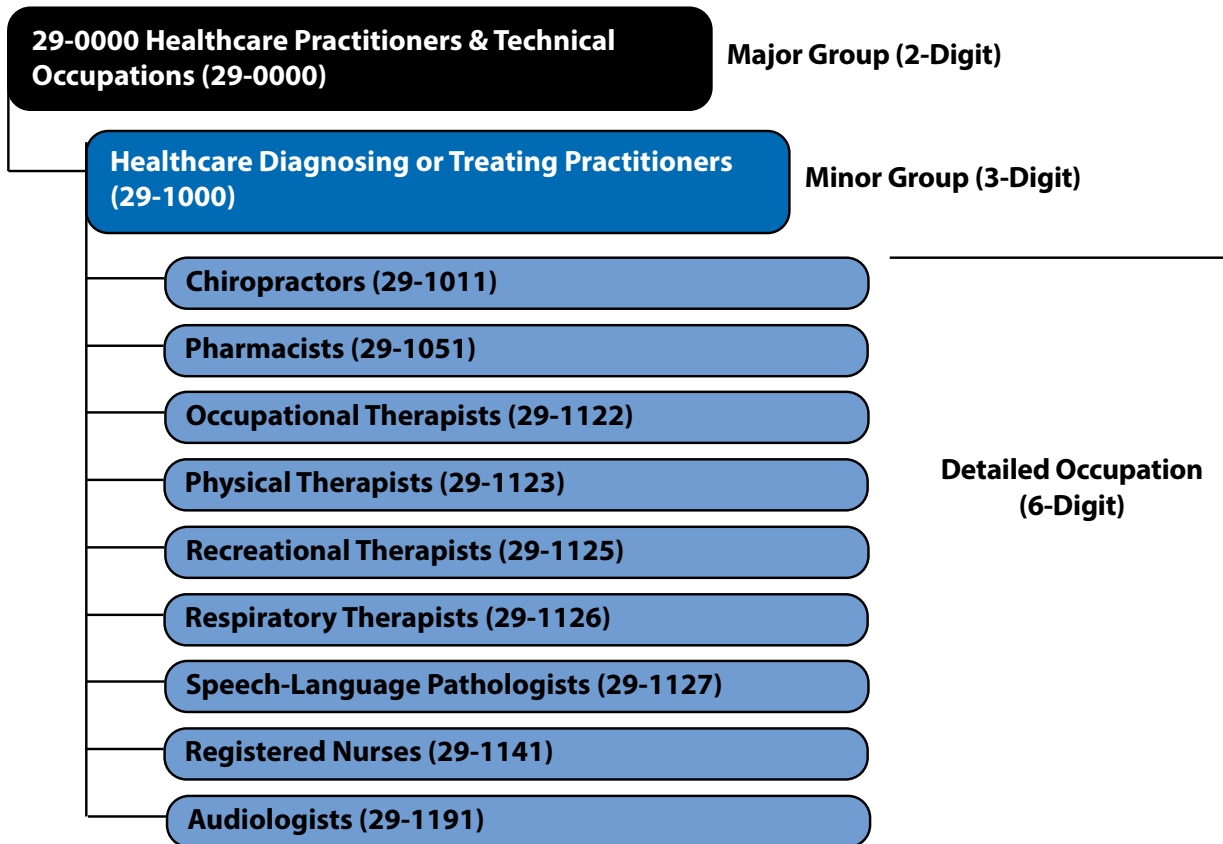 29-0000 Healthcare Practitioners & Technical
Occupations (29-0000)
Major Group (2-Digit)
Healthcare Diagnosing or Treating Practitioners
(29-1000)
Minor Group (3-Digit)
Chiropractors (29-1011)
Pharmacists (29-1051)
Occupational Therapists (29-1122)
Physical Therapists (29-1123)
Recreational Therapists (29-1125)
Respiratory Therapists (29-1126)
Speech-Language Pathologists (29-1127)
Registered Nurses (29-1141)
Audiologists (29-1191)
Detailed Occupation
(6-Digit)